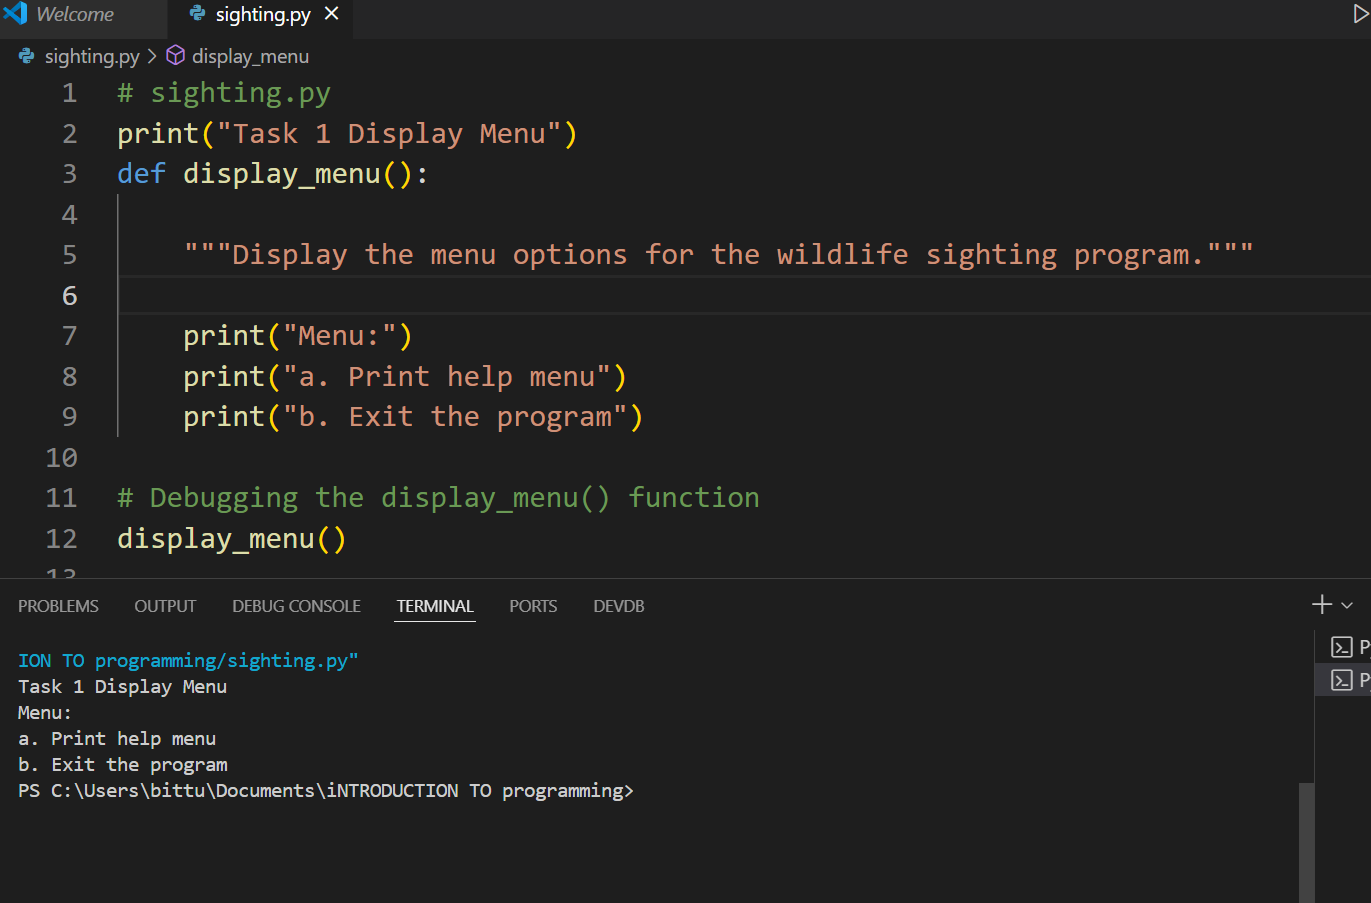 Welcome
sighting.py
sighting.py > display_menu
1 # sighting.py
2 print("Task 1 Display Menu")
3 def display_menu():
4
5 """Display the menu options for the wildlife sighting program."""
6
7 print("Menu:")
8 print("a. Print help menu")
9 print("b. Exit the program")
10
11 # Debugging the display_menu() function
12 display_menu()
13
PROBLEMS OUTPUT DEBUG CONSOLE TERMINAL PORTS DEVDB
ION TO programming/sighting.py"
Task 1 Display Menu
Menu:
a. Print help menu
b. Exit the program
PS C:\Users\bittu\Documents\iNTRODUCTION TO programming>
P
P